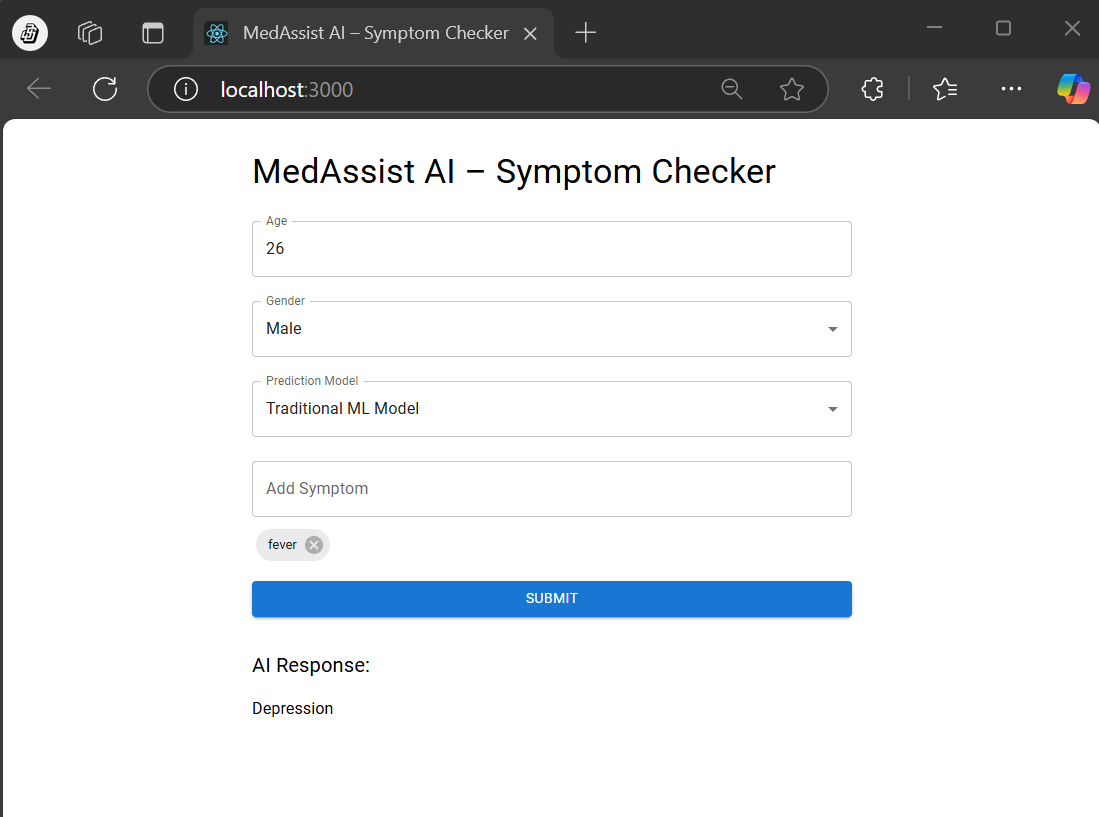 MedAssist AI – Symptom Checker
localhost:3000
MedAssist AI – Symptom Checker
Age
26
Gender
Male
Prediction Model
Traditional ML Model
Add Symptom
fever
SUBMIT
AI Response:
Depression